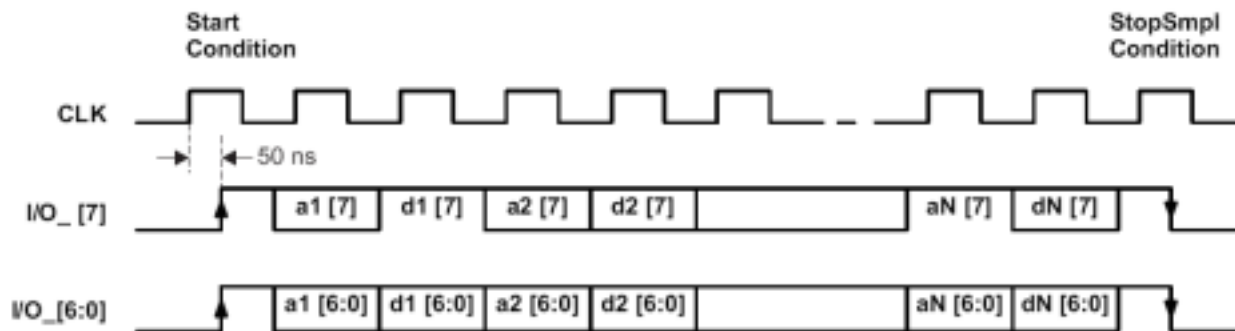 Start
Condition
StopSmpl
Condition
CLK
50 ns
I/O_ [7]
a1 [7] d1 [7] a2 [7] d2 [7] aN [7] dN [7]
I/O_[6:0]
a1 [6:0] d1 [6:0] a2 [6:0] d2 [6:0] aN [6:0] dN [6:0]